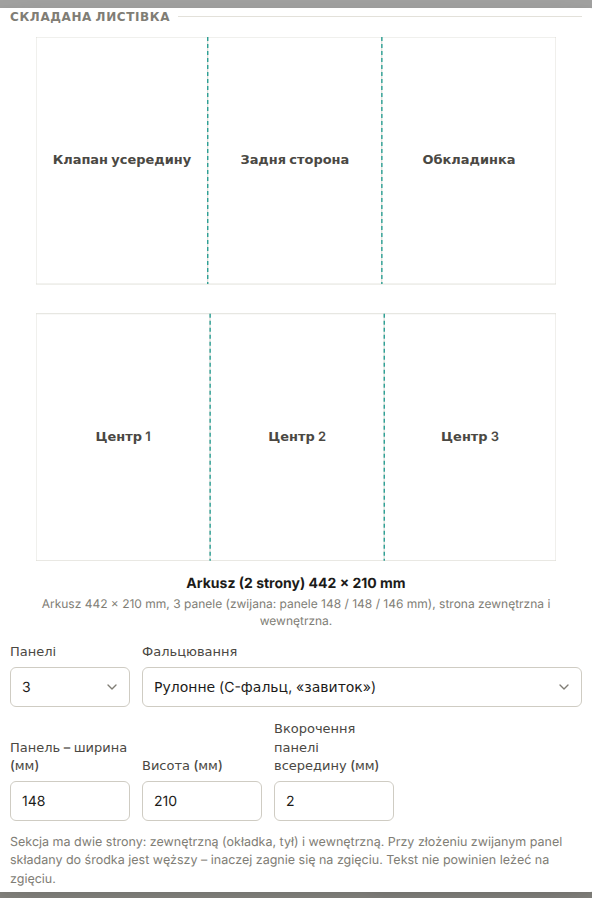 СКЛАДАНА ЛИСТІВКА
Клапан усередину
Задня сторона
Обкладинка
Центр 1
Центр 2
Центр 3
Arkusz (2 strony) 442 × 210 mm
Arkusz 442 × 210 mm, 3 panele (zwijana: panele 148 / 148 / 146 mm), strona zewnętrzna i
wewnętrzna.
Панелі
Фальцювання
3
Рулонне (C-фальц, «завиток»)
Панель – ширина
(мм)
Висота (мм)
Вкорочення
панелі
всередину (мм)
148
210
2
Sekcja ma dwie strony: zewnętrzną (okładka, tył) i wewnętrzną. Przy złożeniu zwijanym panel
składany do środka jest węższy – inaczej zagnie się na zgięciu. Tekst nie powinien leżeć na
zgięciu.